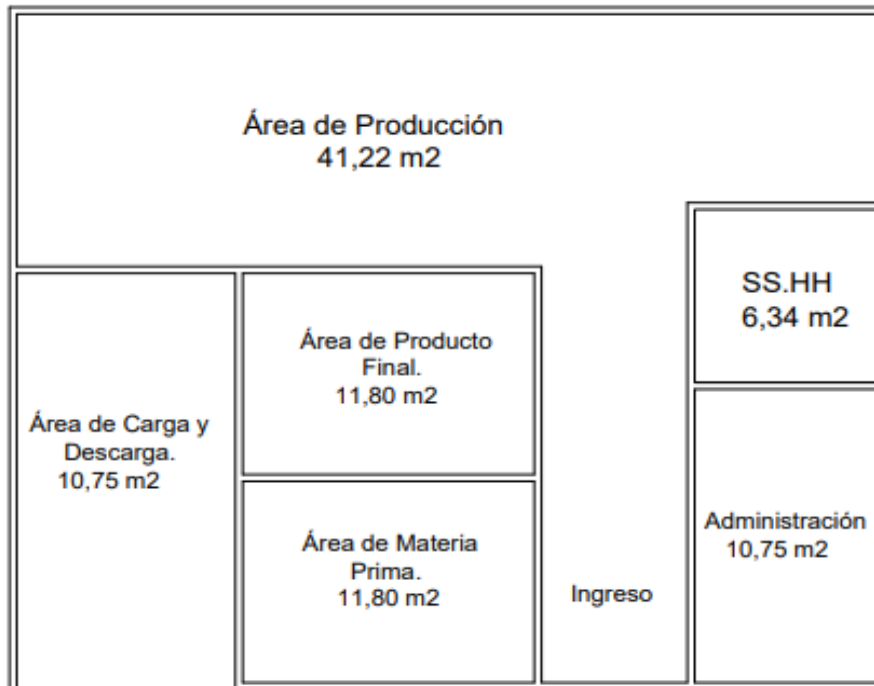 Área de Producción
41,22 m2
SS.HH
6,34 m2
Área de Producto
Final.
11,80 m2
Área de Carga y
Descarga.
10,75 m2
Área de Materia
Prima.
11,80 m2
Ingreso
Administración
10,75 m2